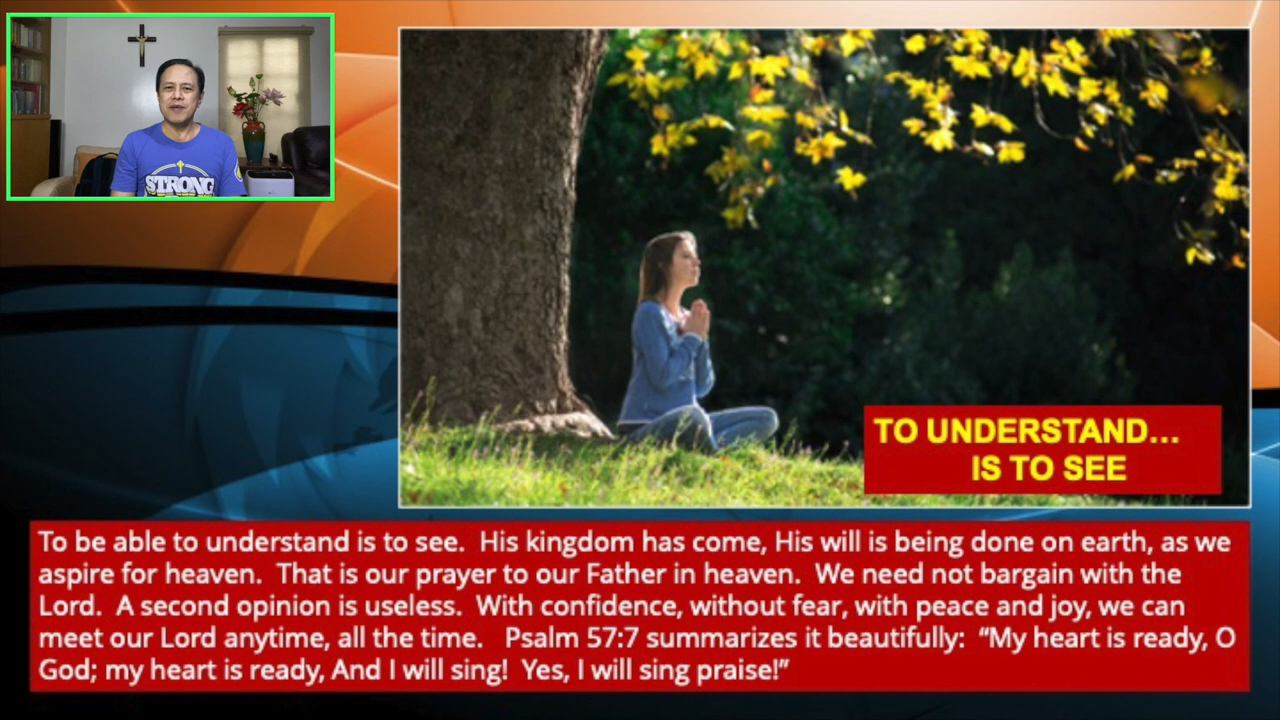 STRONG
TO UNDERSTAND...
IS TO SEE
To be able to understand is to see.  His kingdom has come, His will is being done on earth, as we
aspire for heaven.  That is our prayer to our Father in heaven.  We need not bargain with the
Lord.  A second opinion is useless.  With confidence, without fear, with peace and joy, we can
meet our Lord anytime, all the time.   Psalm 57:7 summarizes it beautifully:  “My heart is ready, O
God; my heart is ready, And I will sing!  Yes, I will sing praise!”